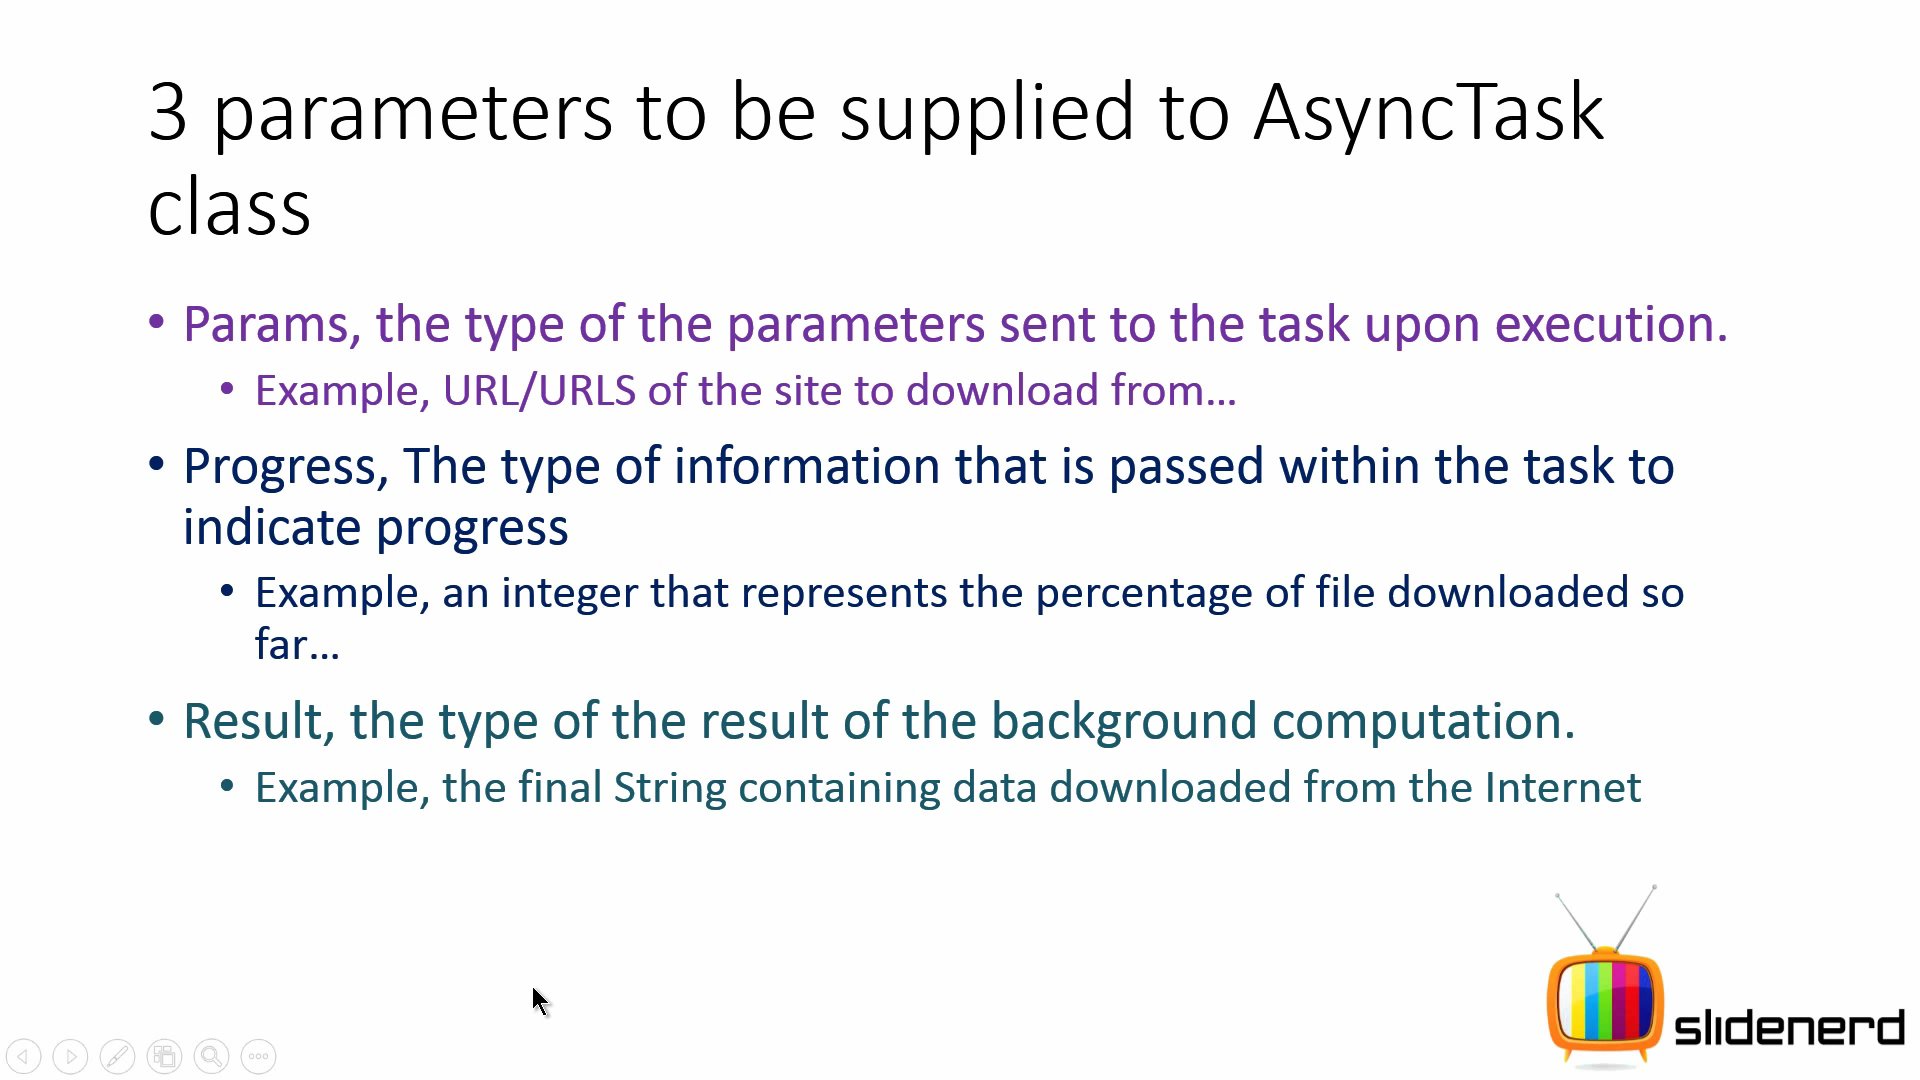 3 parameters to be supplied to AsyncTask
class
• Params, the type of the parameters sent to the task upon execution.
• Example, URL/URLS of the site to download from...
• Progress, The type of information that is passed within the task to
indicate progress
• Example, an integer that represents the percentage of file downloaded so
far...
• Result, the type of the result of the background computation.
• Example, the final String containing data downloaded from the Internet
slidenerd